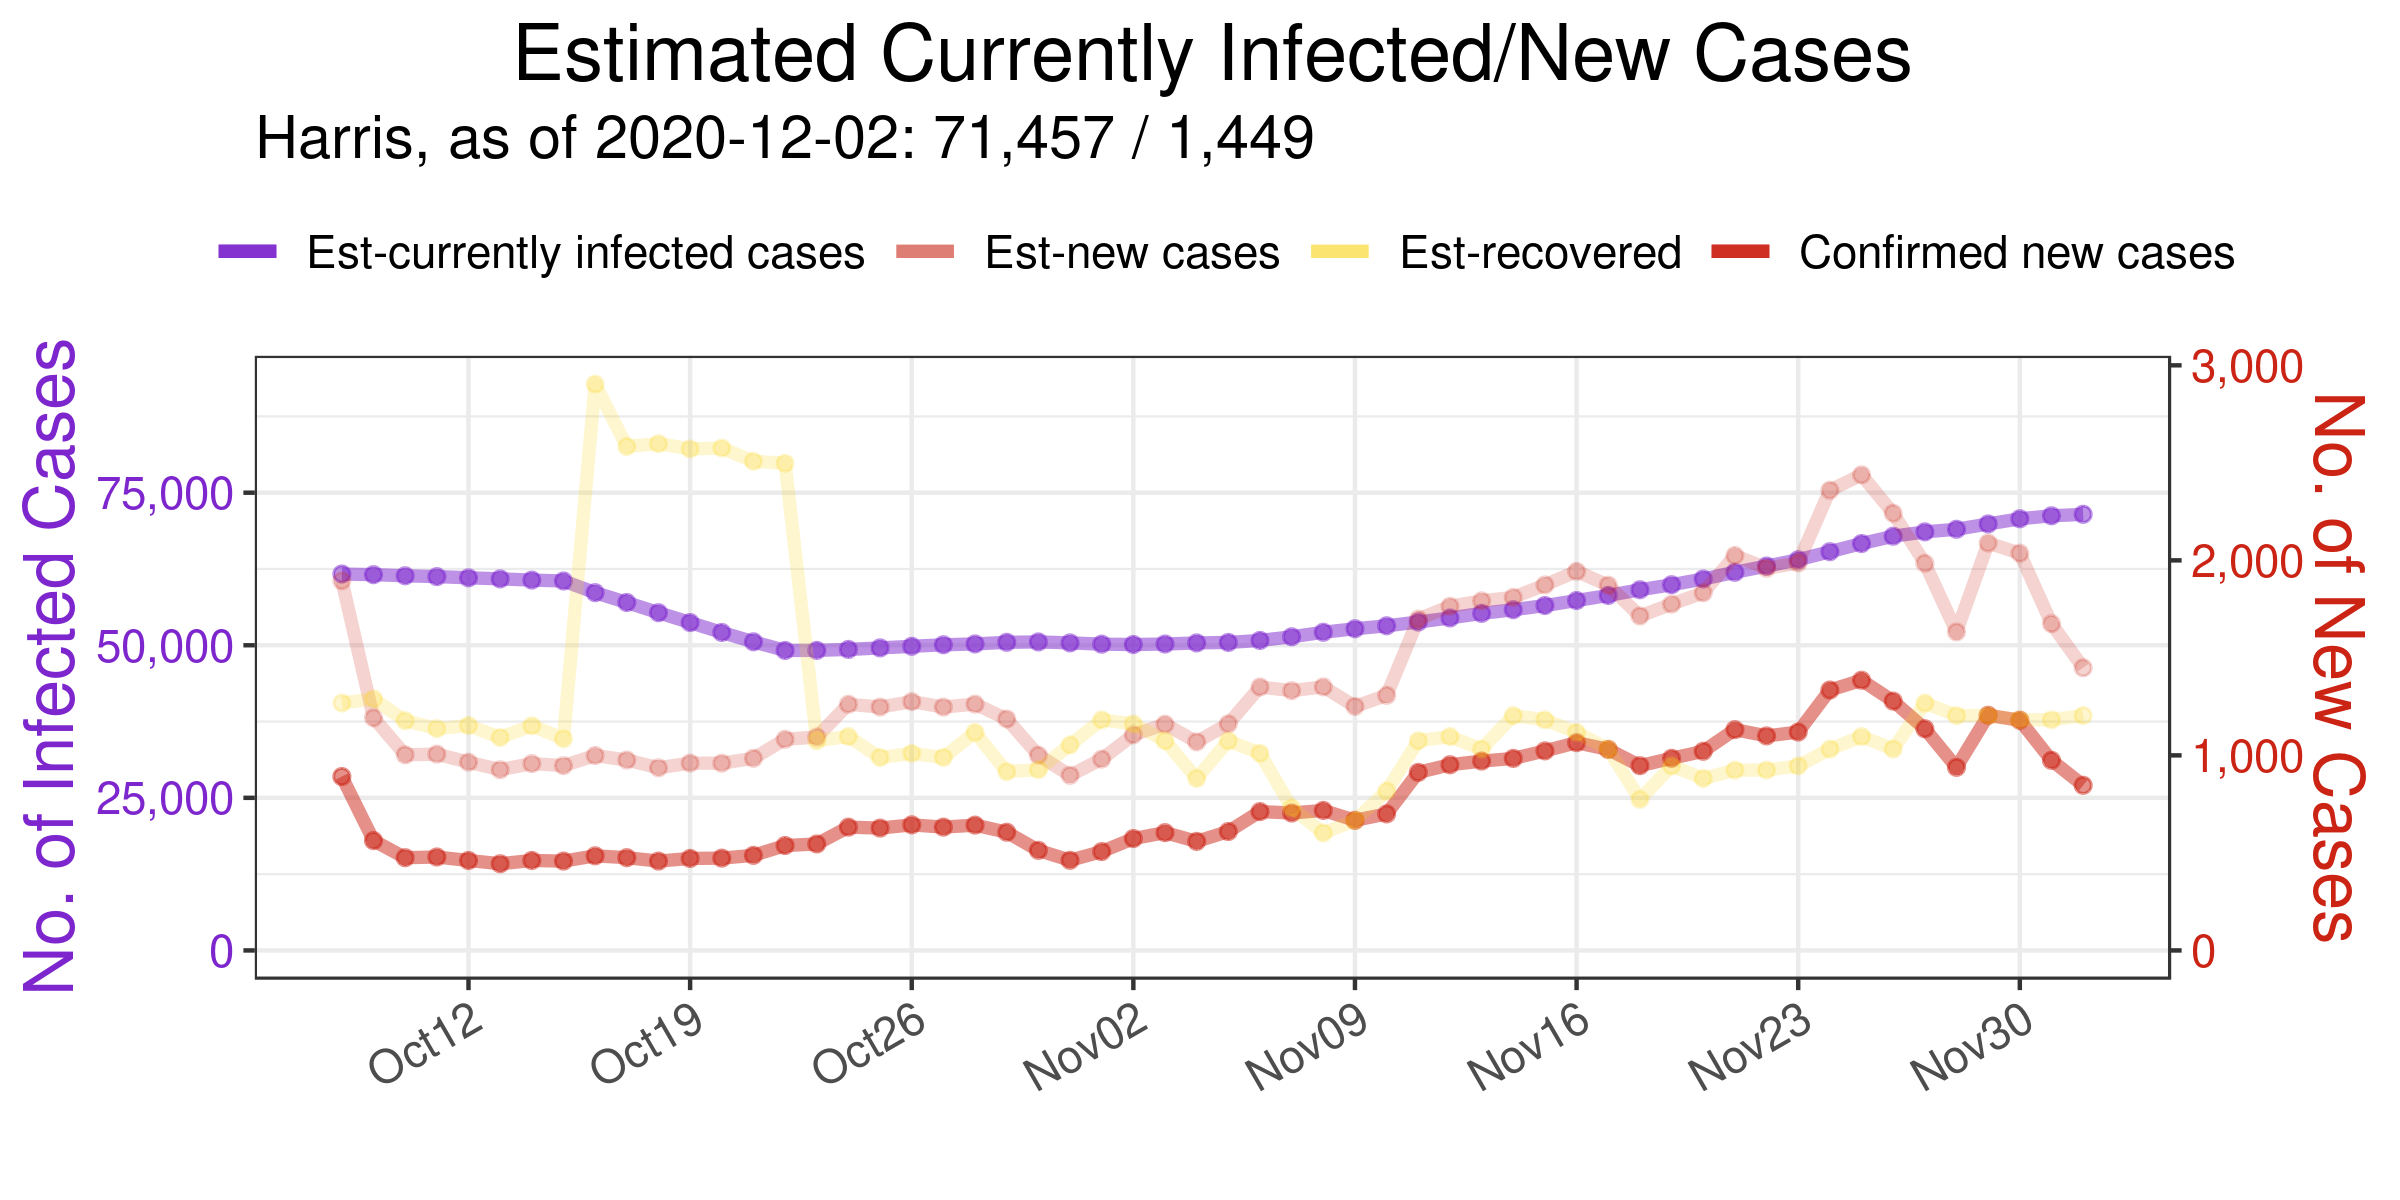 Estimated Currently Infected/New Cases
Harris, as of 2020-12-02: 71,457 / 1,449
Est-currently infected cases Est-new cases Est-recovered Confirmed new cases
No. of Infected Cases
75,000
50,000
25,000
0
3,000
2,000
1,000
0
No. of New Cases
Oct12 Oct19 Oct26 Nov02 Nov09 Nov16 Nov23 Nov30